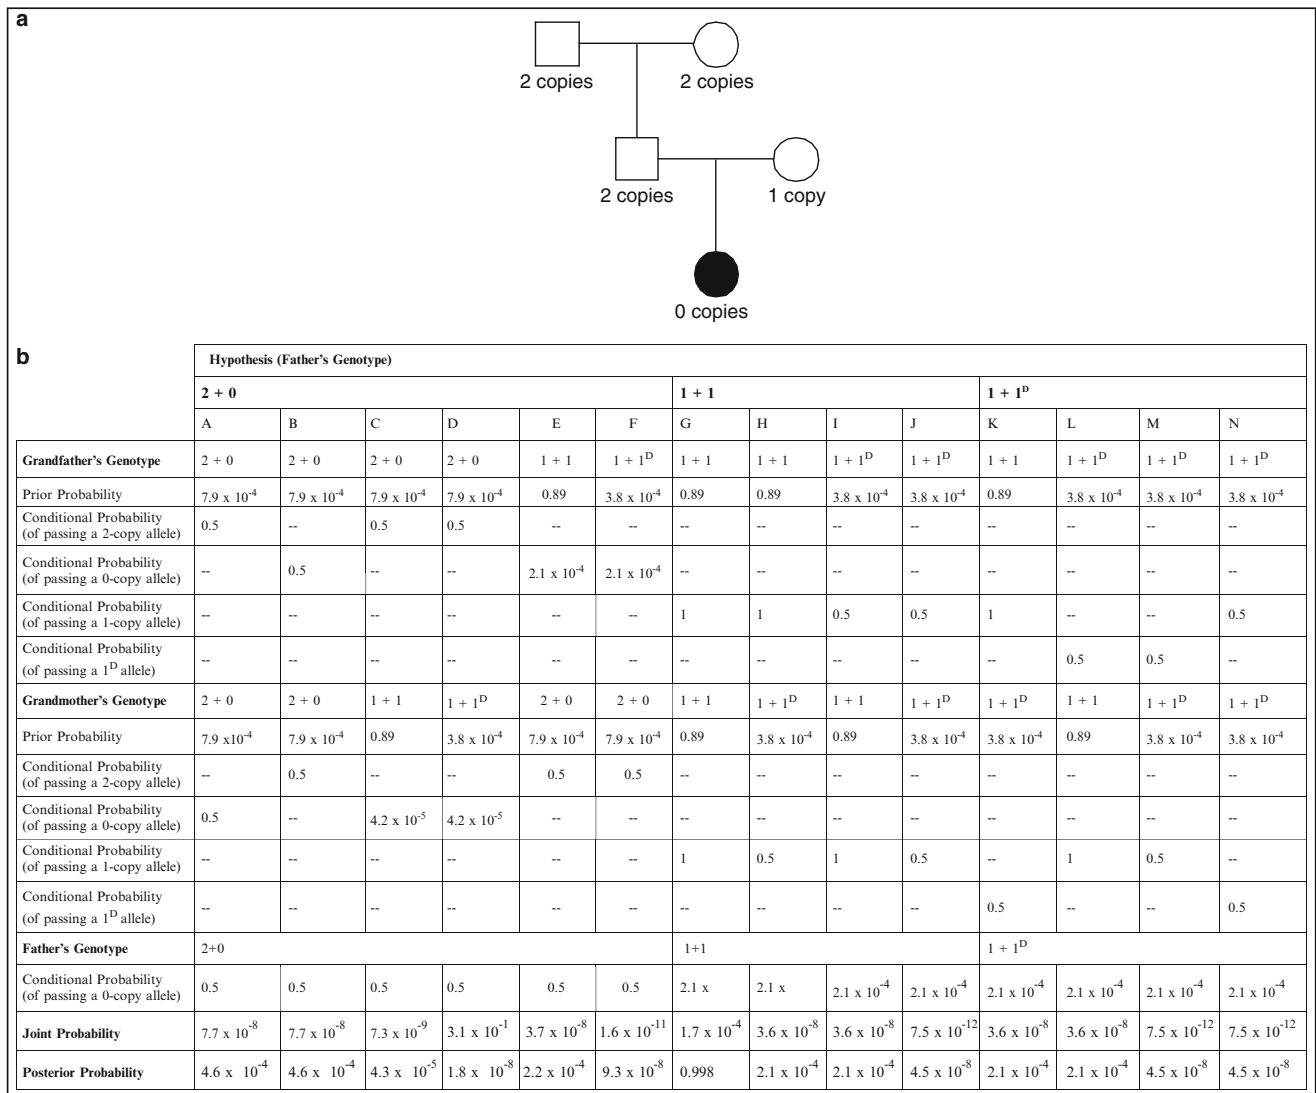 a
2 copies 2 copies
2 copies 1 copy
0 copies
b
Hypothesis (Father's Genotype)
2 + 0 1 + 1 1 + 1^D
A B C D E F G H I J K L M N
Grandfather's Genotype 2 + 0 2 + 0 2 + 0 2 + 0 1 + 1 1 + 1^D 1 + 1 1 + 1 1 + 1^D 1 + 1^D 1 + 1 1 + 1^D 1 + 1^D 1 + 1^D
Prior Probability 7.9 x 10^-4 7.9 x 10^-4 7.9 x 10^-4 7.9 x 10^-4 0.89 3.8 x 10^-4 0.89 0.89 3.8 x 10^-4 3.8 x 10^-4 0.89 3.8 x 10^-4 3.8 x 10^-4 3.8 x 10^-4
Conditional Probability
(of passing a 2-copy allele) 0.5 -- 0.5 0.5 -- -- -- -- -- -- -- -- -- --
Conditional Probability
(of passing a 0-copy allele) -- 0.5 -- -- 2.1 x 10^-4 2.1 x 10^-4 -- -- -- -- -- -- -- --
Conditional Probability
(of passing a 1-copy allele) -- -- -- -- -- -- 1 1 0.5 0.5 1 -- -- 0.5
Conditional Probability
(of passing a 1^D allele) -- -- -- -- -- -- -- -- -- -- -- 0.5 0.5 --
Grandmother's Genotype 2 + 0 2 + 0 1 + 1 1 + 1^D 2 + 0 2 + 0 1 + 1 1 + 1^D 1 + 1 1 + 1^D 1 + 1^D 1 + 1 1 + 1^D 1 + 1^D
Prior Probability 7.9 x10^-4 7.9 x 10^-4 0.89 3.8 x 10^-4 7.9 x 10^-4 7.9 x 10^-4 0.89 3.8 x 10^-4 0.89 3.8 x 10^-4 3.8 x 10^-4 0.89 3.8 x 10^-4 3.8 x 10^-4
Conditional Probability
(of passing a 2-copy allele) -- 0.5 -- -- 0.5 0.5 -- -- -- -- -- -- -- --
Conditional Probability
(of passing a 0-copy allele) 0.5 -- 4.2 x 10^-5 4.2 x 10^-5 -- -- -- -- -- -- -- -- -- --
Conditional Probability
(of passing a 1-copy allele) -- -- -- -- -- -- 1 0.5 1 0.5 -- 1 0.5 --
Conditional Probability
(of passing a 1^D allele) -- -- -- -- -- -- -- -- -- -- 0.5 -- -- 0.5
Father's Genotype 2+0 1+1 1 + 1^D
Conditional Probability
(of passing a 0-copy allele) 0.5 0.5 0.5 0.5 0.5 0.5 2.1 x 2.1 x 2.1 x 10^-4 2.1 x 10^-4 2.1 x 10^-4 2.1 x 10^-4 2.1 x 10^-4 2.1 x 10^-4
Joint Probability 7.7 x 10^-8 7.7 x 10^-8 7.3 x 10^-9 3.1 x 10^-1 3.7 x 10^-8 1.6 x 10^-11 1.7 x 10^-4 3.6 x 10^-8 3.6 x 10^-8 7.5 x 10^-12 3.6 x 10^-8 3.6 x 10^-8 7.5 x 10^-12 7.5 x 10^-12
Posterior Probability 4.6 x 10^-4 4.6 x 10^-4 4.3 x 10^-5 1.8 x 10^-8 2.2 x 10^-4 9.3 x 10^-8 0.998 2.1 x 10^-4 2.1 x 10^-4 4.5 x 10^-8 2.1 x 10^-4 2.1 x 10^-4 4.5 x 10^-8 4.5 x 10^-8